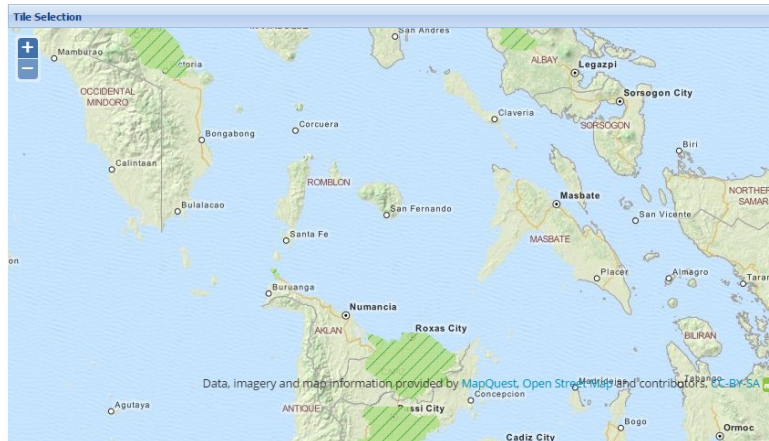 Tile Selection
San Andres
Mamburao
ALBAY
Legazpi
OCCIDENTAL
MINDORO
Sorsogon City
Claveria
SORSOGON
Corcuera
Bongabong
Biri
Calintaan
ROMBLON
Masbate
NORTHER
SAMAR
Bulalacao
San Fernando
San Vicente
Santa Fe
MASBATE
on
Placer
Almagro
Tara
Buruanga
Numancia
AKLAN
Roxas City
BILIRAN
Data, imagery and map information provided by MapQuest, Open Street Map and contributors, CC-BY-SA
Tabango
Concepcion
Agutaya
ANTIQUE
Bogo
Ormoc
Cadiz City